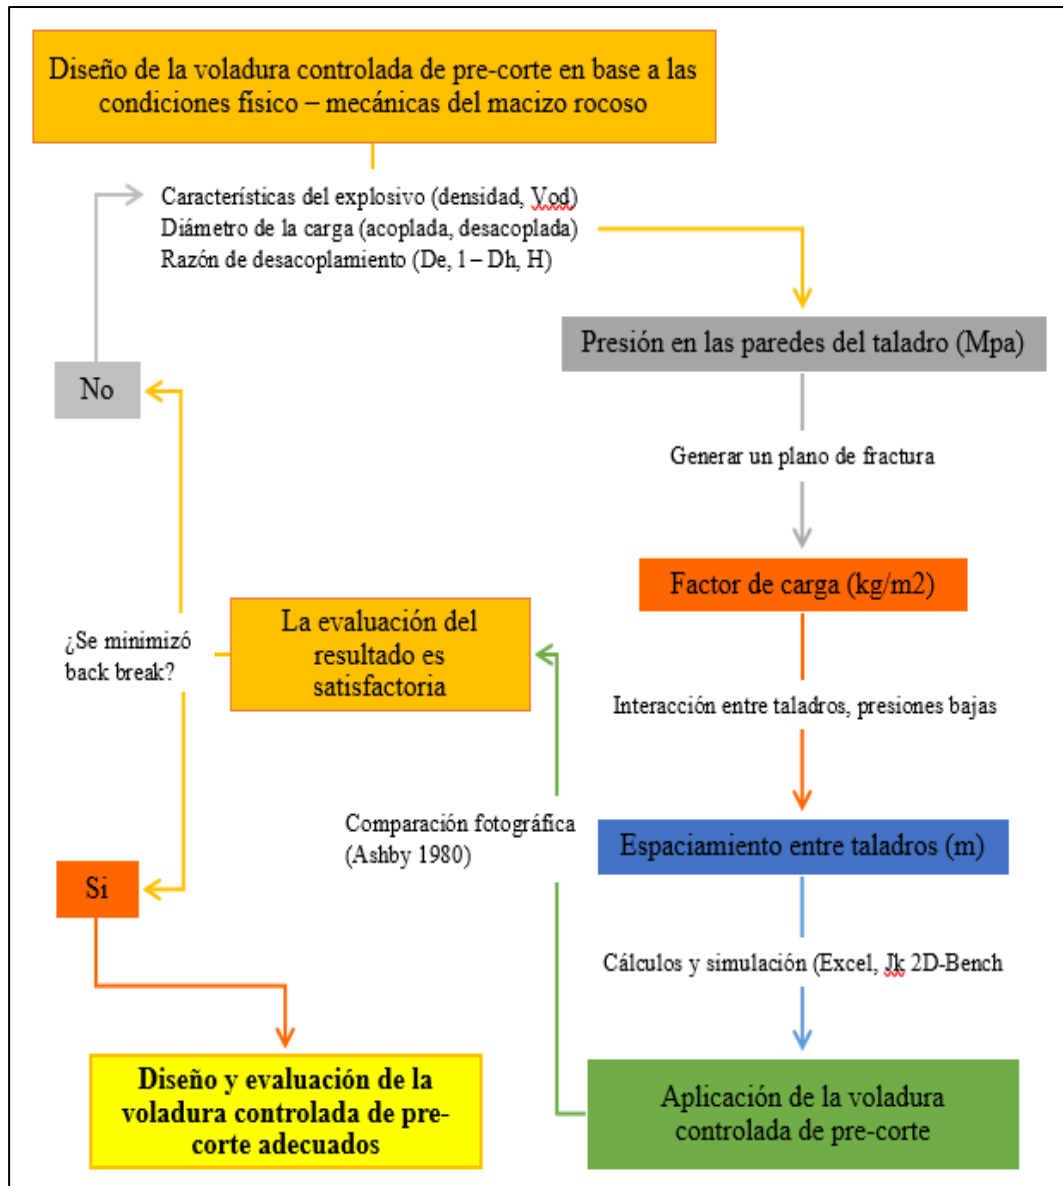 Diseño de la voladura controlada de pre-corte en base a las
condiciones físico – mecánicas del macizo rocoso
Características del explosivo (densidad, Vod)
Diámetro de la carga (acoplada, desacoplada)
Razón de desacoplamiento (De, l – Dh, H)
Presión en las paredes del taladro (Mpa)
No
Generar un plano de fractura
Factor de carga (kg/m2)
¿Se minimizó
back break?
La evaluación del
resultado es
satisfactoria
Interacción entre taladros, presiones bajas
Comparación fotográfica
(Ashby 1980)
Espaciamiento entre taladros (m)
Si
Cálculos y simulación (Excel, Jk 2D-Bench
Diseño y evaluación de la
voladura controlada de pre-
corte adecuados
Aplicación de la voladura
controlada de pre-corte